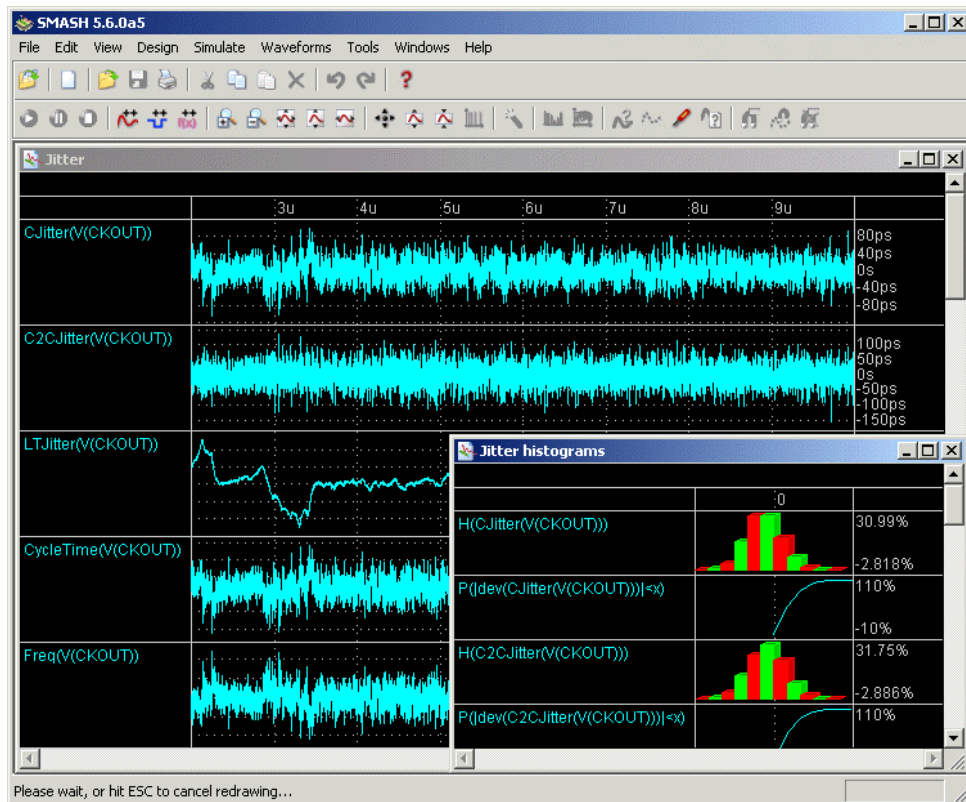 SMASH 5.6.0a5
File Edit View Design Simulate Waveforms Tools Windows Help
Jitter
3u 4u 5u 6u 7u 8u 9u
CJitter(V(CKOUT))
80ps
40ps
0s
-40ps
-80ps
C2CJitter(V(CKOUT))
100ps
50ps
0s
-50ps
-100ps
-150ps
LTJitter(V(CKOUT))
CycleTime(V(CKOUT))
Freq(V(CKOUT))
Jitter histograms
0
H(CJitter(V(CKOUT)))
30.99%
-2.818%
P(|dev(CJitter(V(CKOUT)))|<x)
110%
-10%
H(C2CJitter(V(CKOUT)))
31.75%
-2.886%
P(|dev(C2CJitter(V(CKOUT)))|<x)
110%
Please wait, or hit ESC to cancel redrawing...